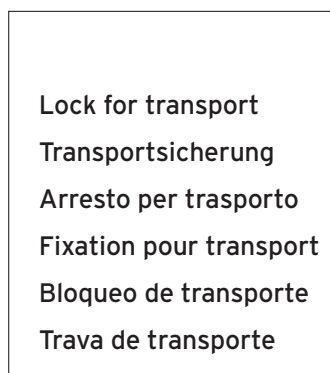 Lock for transport
Transportsicherung
Arresto per trasporto
Fixation pour transport
Bloqueo de transporte
Trava de transporte